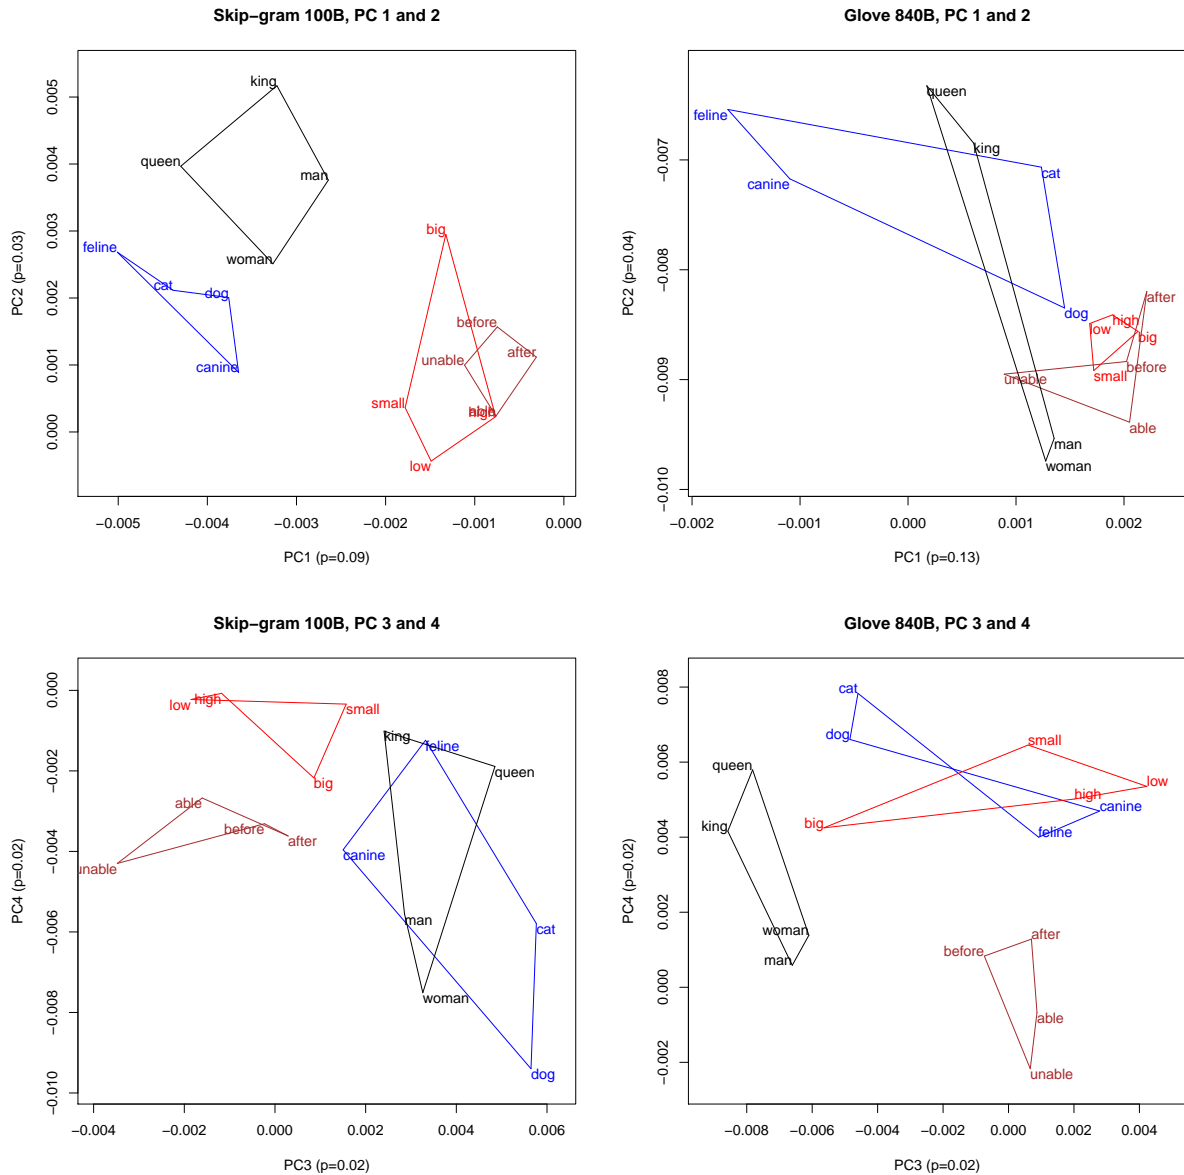 Skip−gram 100B, PC 1 and 2
king
queen
man
woman
feline
cat
dog
canine
big
before
unable
after
small
able
high
low
0.005
0.004
0.003
0.002
0.001
0.000
PC2 (p=0.03)
−0.005 −0.004 −0.003 −0.002 −0.001 0.000
PC1 (p=0.09)
Glove 840B, PC 1 and 2
queen
feline
king
cat
canine
dog
after
high
low
big
before
small
unable
able
man
woman
−0.007
−0.008
−0.009
−0.010
PC2 (p=0.04)
−0.002 −0.001 0.000 0.001 0.002
PC1 (p=0.13)
Skip−gram 100B, PC 3 and 4
low
high
small
king
feline
queen
big
able
before
after
canine
unable
man
cat
woman
dog
0.000
−0.002
−0.004
−0.006
−0.008
−0.010
PC4 (p=0.02)
−0.004 −0.002 0.000 0.002 0.004 0.006
PC3 (p=0.02)
Glove 840B, PC 3 and 4
cat
dog
small
queen
low
high
canine
big
king
feline
woman
man
before
after
able
unable
0.008
0.006
0.004
0.002
0.000
−0.002
PC4 (p=0.02)
−0.008 −0.006 −0.004 −0.002 0.000 0.002 0.004
PC3 (p=0.02)